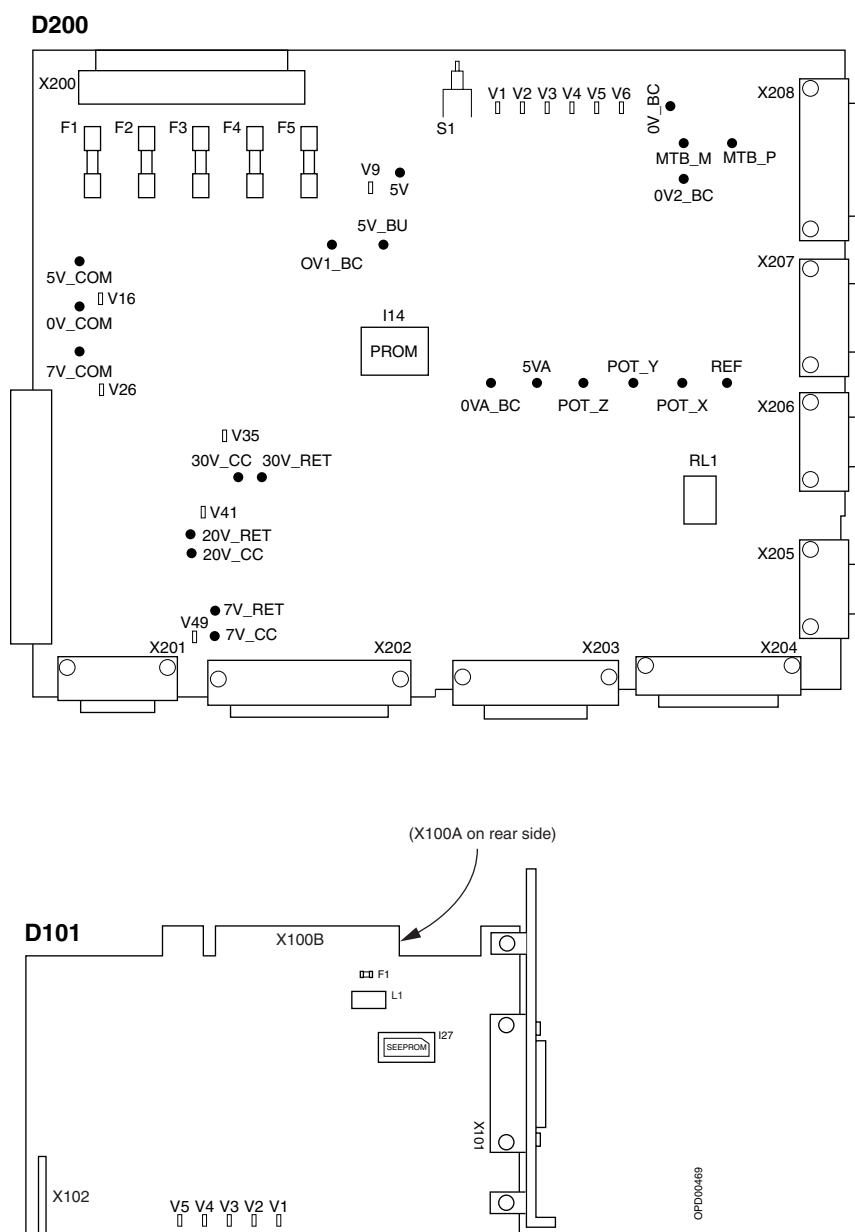 D200
X200
F1 F2 F3 F4 F5
S1
V1 V2 V3 V4 V5 V6
0V_BC
X208
MTB_M MTB_P
0V2_BC
V9
5V
5V_BU
OV1_BC
5V_COM
V16
0V_COM
7V_COM
V26
I14
PROM
X207
5VA POT_Y REF
0VA_BC POT_Z POT_X
X206
V35
30V_CC 30V_RET
RL1
V41
20V_RET
20V_CC
X205
7V_RET
V49
7V_CC
X201 X202 X203 X204
(X100A on rear side)
D101
X100B
F1
L1
I27
SEEPROM
X101
X102
V5 V4 V3 V2 V1
OPD00469